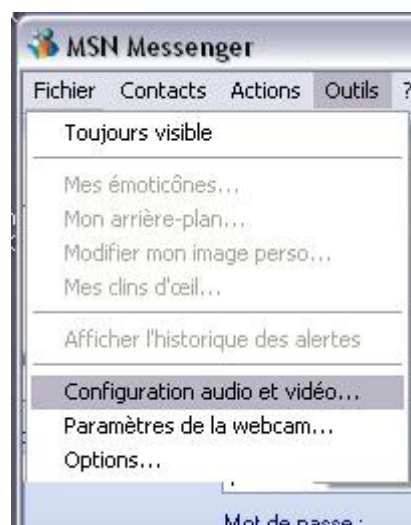 MSN Messenger
Fichier Contacts Actions Outils ?
Toujours visible
Mes émoticônes...
Mon arrière-plan...
Modifier mon image perso...
Mes clins d'œil...
Afficher l'historique des alertes
Configuration audio et vidéo...
Paramètres de la webcam...
Options...
Mot de passe :